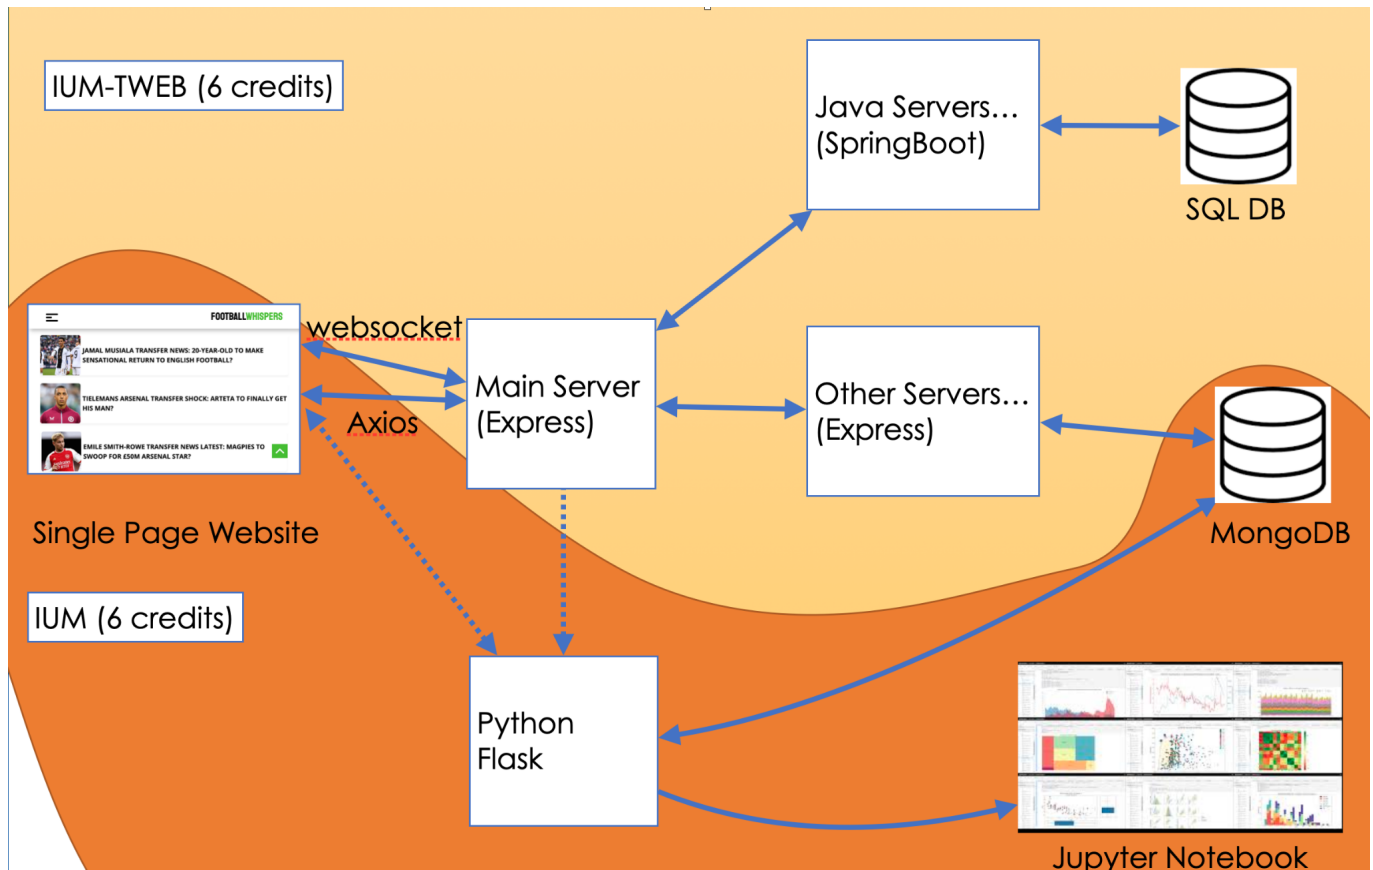 IUM-TWEB (6 credits)
Java Servers...
(SpringBoot)
SQL DB
FOOTBALLWHISPERS
JAMAL MUSIALA TRANSFER NEWS: 20-YEAR-OLD TO MAKE
SENSATIONAL RETURN TO ENGLISH FOOTBALL?
TIELEMANS ARSENAL TRANSFER SHOCK: ARTETA TO FINALLY GET
HIS MAN?
EMILE SMITH-ROWE TRANSFER NEWS LATEST: MAGPIES TO
SWOOP FOR £50M ARSENAL STAR?
websocket
Axios
Main Server
(Express)
Other Servers...
(Express)
Single Page Website
MongoDB
IUM (6 credits)
Python
Flask
Jupyter Notebook